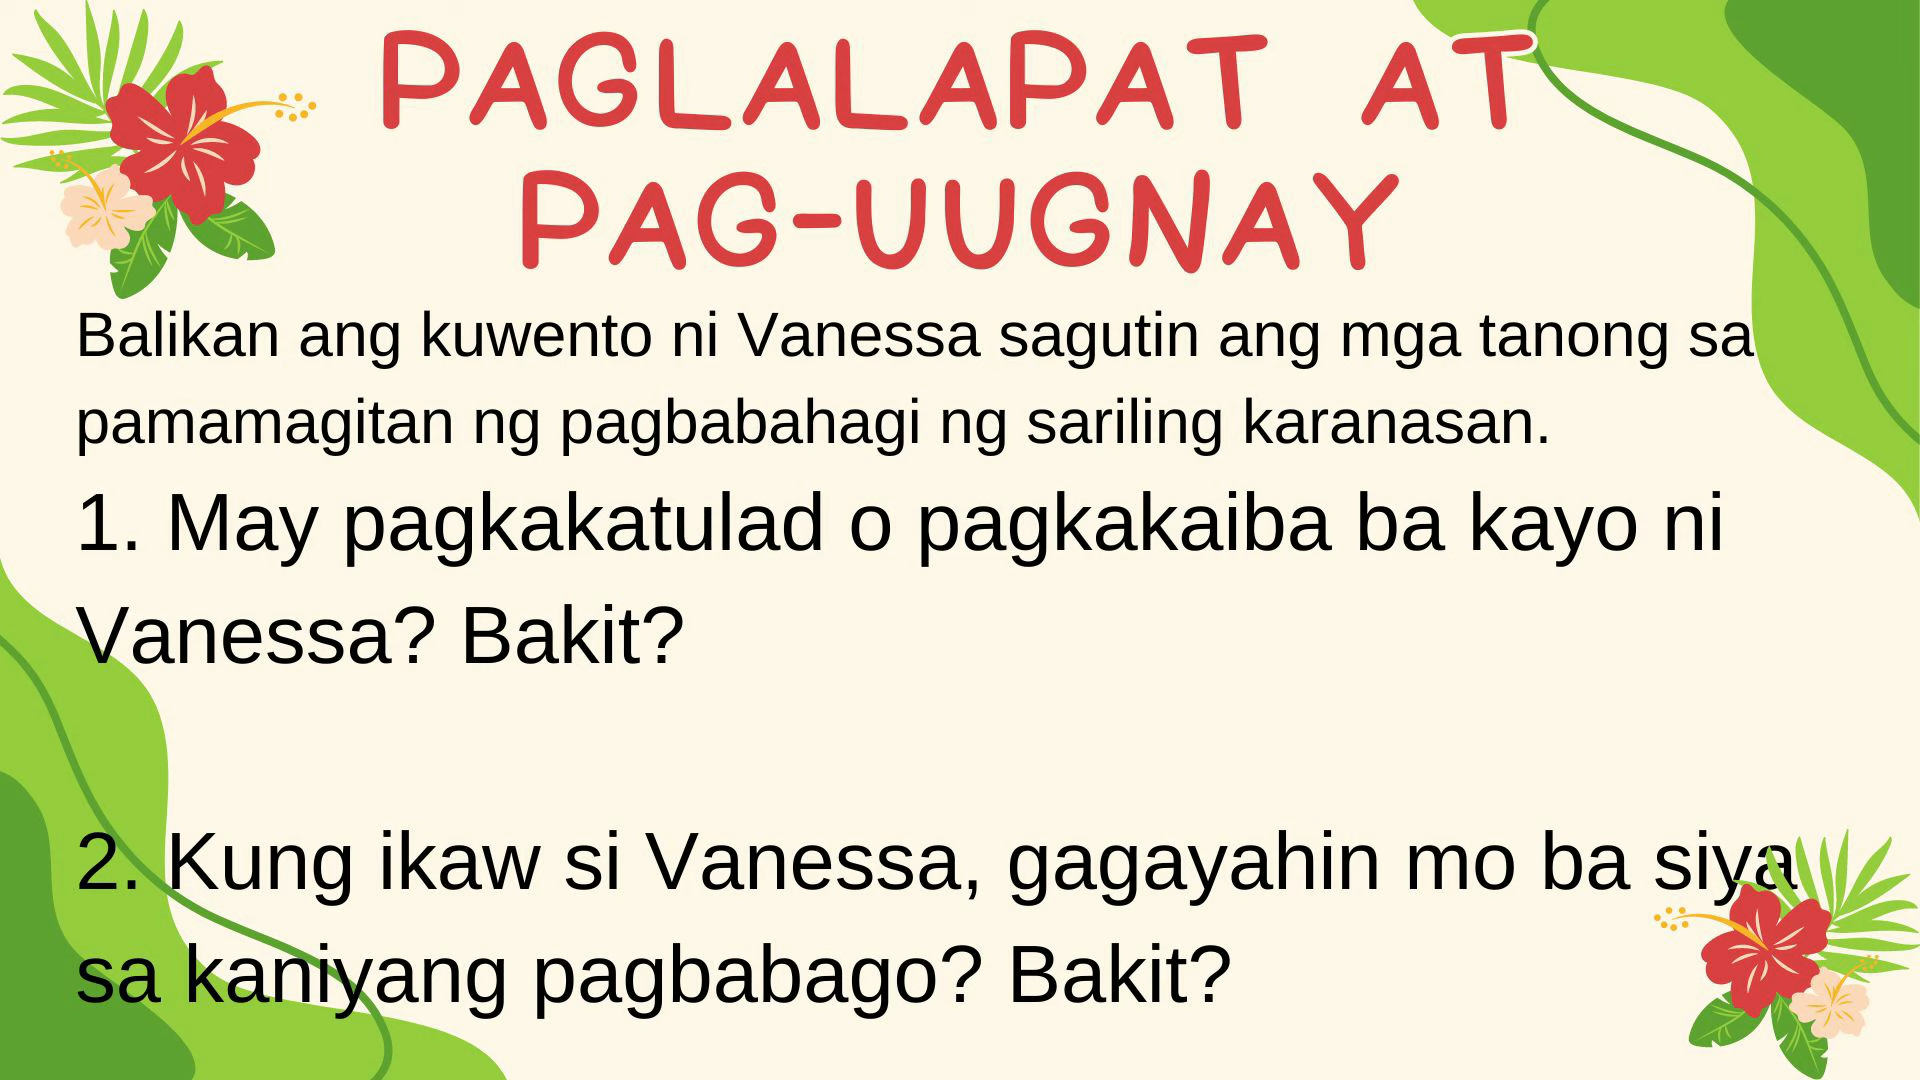 PAGLALAPAT AT
PAG-UUGNAY
Balikan ang kuwento ni Vanessa sagutin ang mga tanong sa
pamamagitan ng pagbabahagi ng sariling karanasan.
1. May pagkakatulad o pagkakaiba ba kayo ni
Vanessa? Bakit?
2. Kung ikaw si Vanessa, gagayahin mo ba siya
sa kaniyang pagbabago? Bakit?